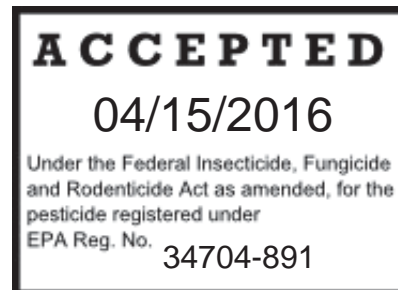 ACCEPTED
04/15/2016
Under the Federal Insecticide, Fungicide
and Rodenticide Act as amended, for the
pesticide registered under
EPA Reg. No. 34704-891